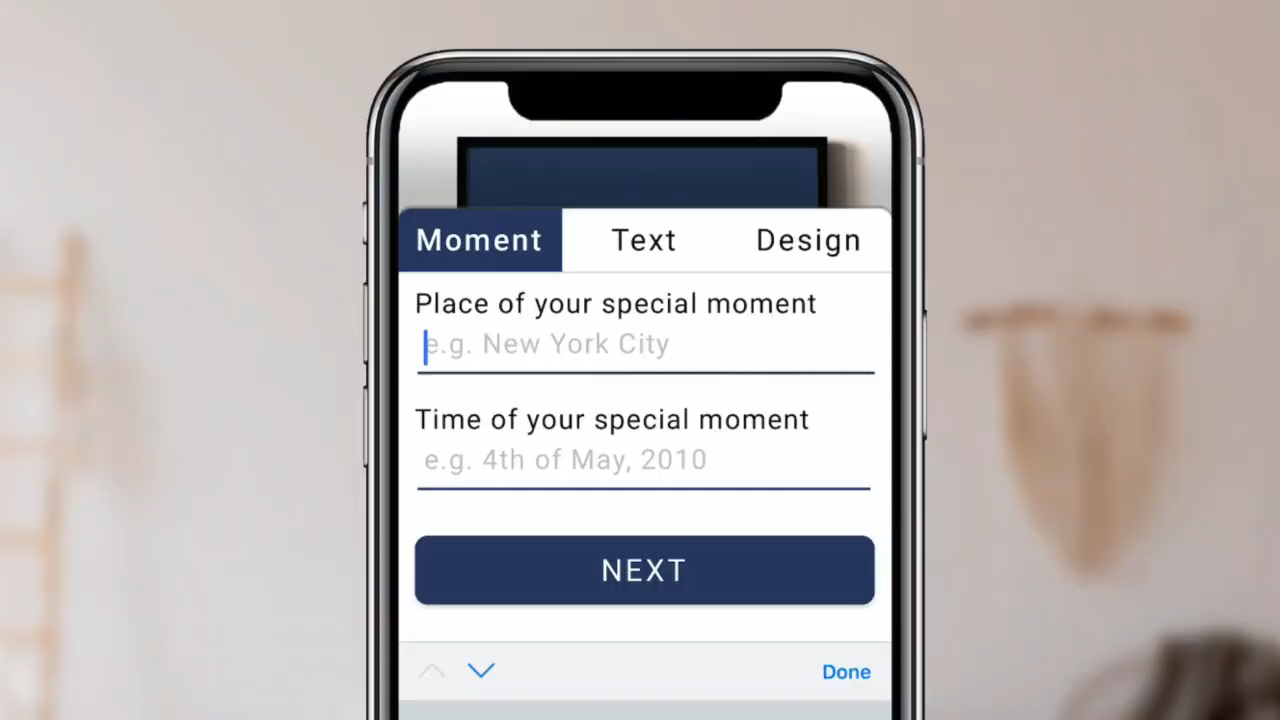 Moment Text Design
Place of your special moment
e.g. New York City
Time of your special moment
e.g. 4th of May, 2010
NEXT
Done